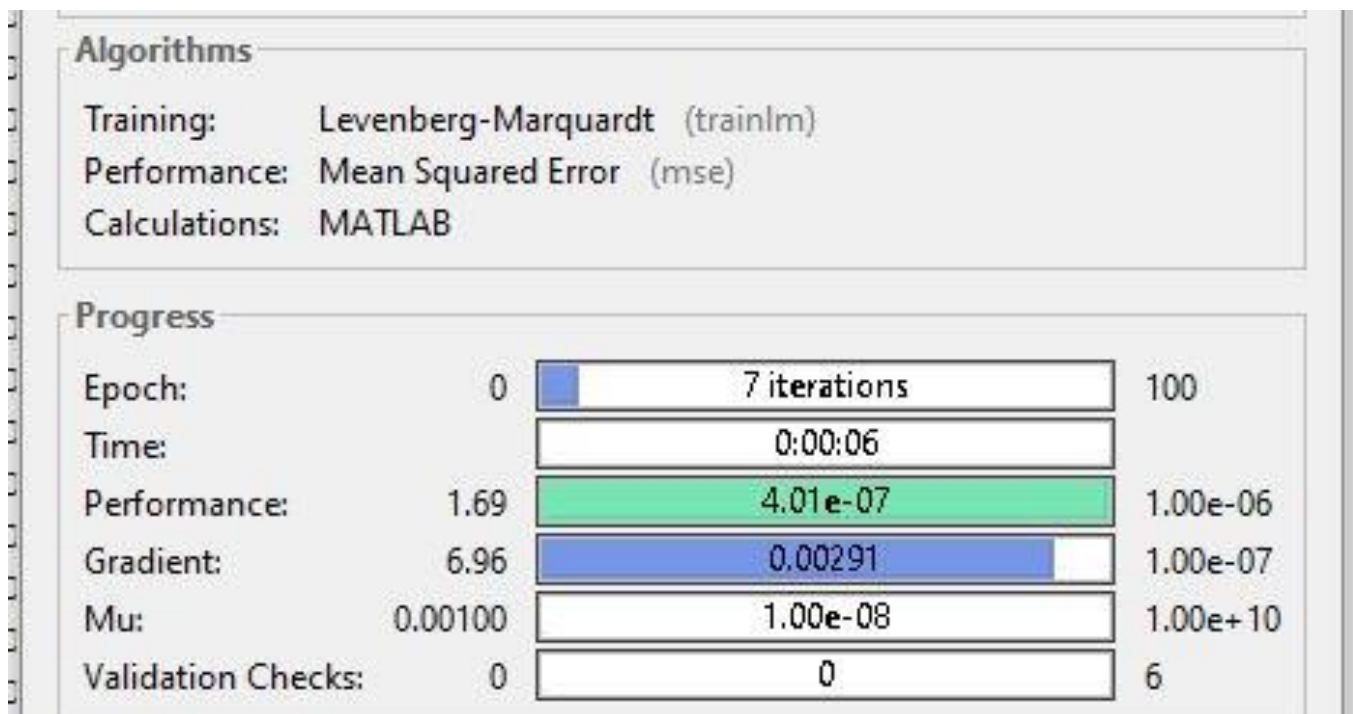 Algorithms
Training: Levenberg-Marquardt (trainlm)
Performance: Mean Squared Error (mse)
Calculations: MATLAB
Progress
Epoch: 0 7 iterations 100
Time: 0:00:06
Performance: 1.69 4.01e-07 1.00e-06
Gradient: 6.96 0.00291 1.00e-07
Mu: 0.00100 1.00e-08 1.00e+10
Validation Checks: 0 0 6